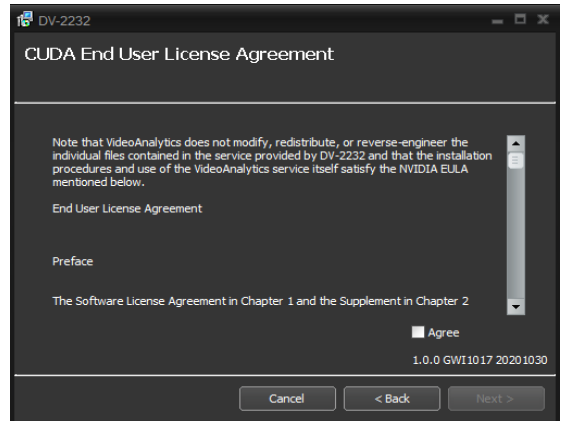 DV-2232
CUDA End User License Agreement
Note that VideoAnalytics does not modify, redistribute, or reverse-engineer the
individual files contained in the service provided by DV-2232 and that the installation
procedures and use of the VideoAnalytics service itself satisfy the NVIDIA EULA
mentioned below.
End User License Agreement
Preface
The Software License Agreement in Chapter 1 and the Supplement in Chapter 2
Agree
1.0.0 GWI1017 20201030
Cancel
< Back
Next >